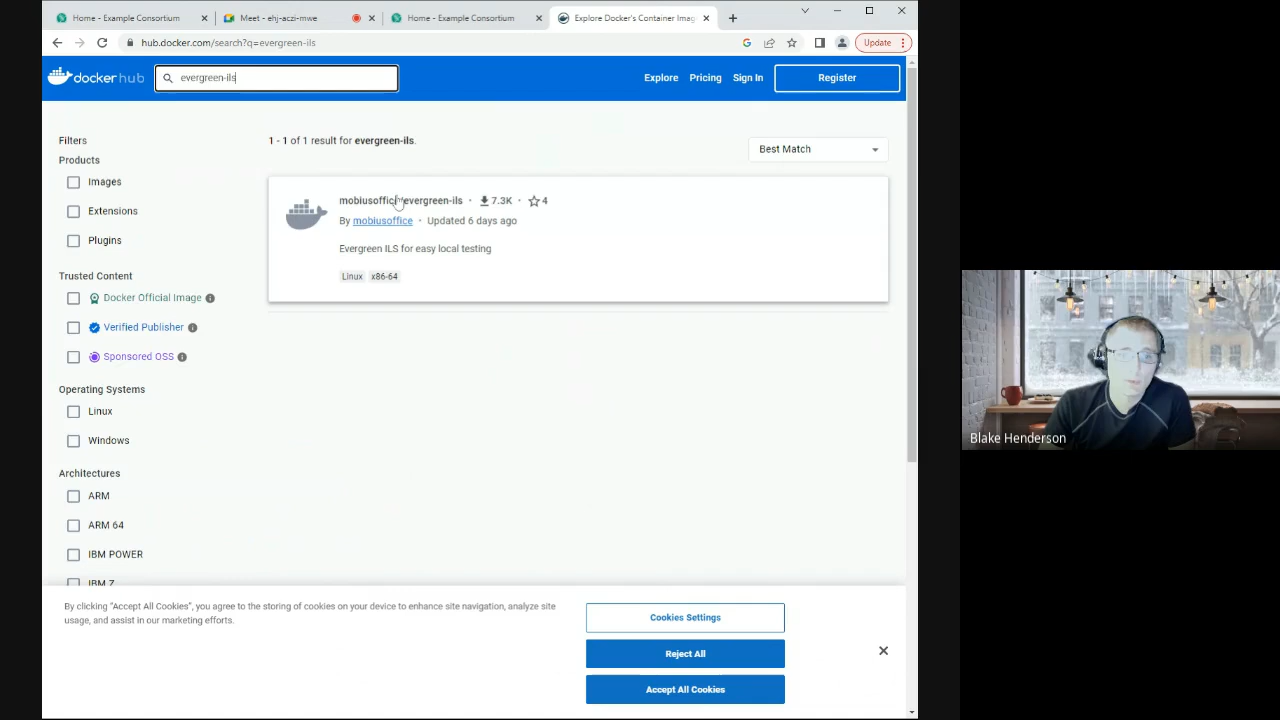 Home - Example Consortium
Meet - ehj-aczi-mwe
Home - Example Consortium
Explore Docker's Container Imag
hub.docker.com/search?q=evergreen-ils
Update
docker hub
evergreen-ils
Explore
Pricing
Sign In
Register
Filters
Products
Images
Extensions
Plugins
Trusted Content
Docker Official Image
Verified Publisher
Sponsored OSS
Operating Systems
Linux
Windows
Architectures
ARM
ARM 64
IBM POWER
IBM Z
1 - 1 of 1 result for evergreen-ils.
Best Match
mobiusoffice/evergreen-ils · 7.3K · 4
By mobiusoffice · Updated 6 days ago
Evergreen ILS for easy local testing
Linux x86-64
By clicking "Accept All Cookies", you agree to the storing of cookies on your device to enhance site navigation, analyze site
usage, and assist in our marketing efforts.
Cookies Settings
Reject All
Accept All Cookies
Blake Henderson